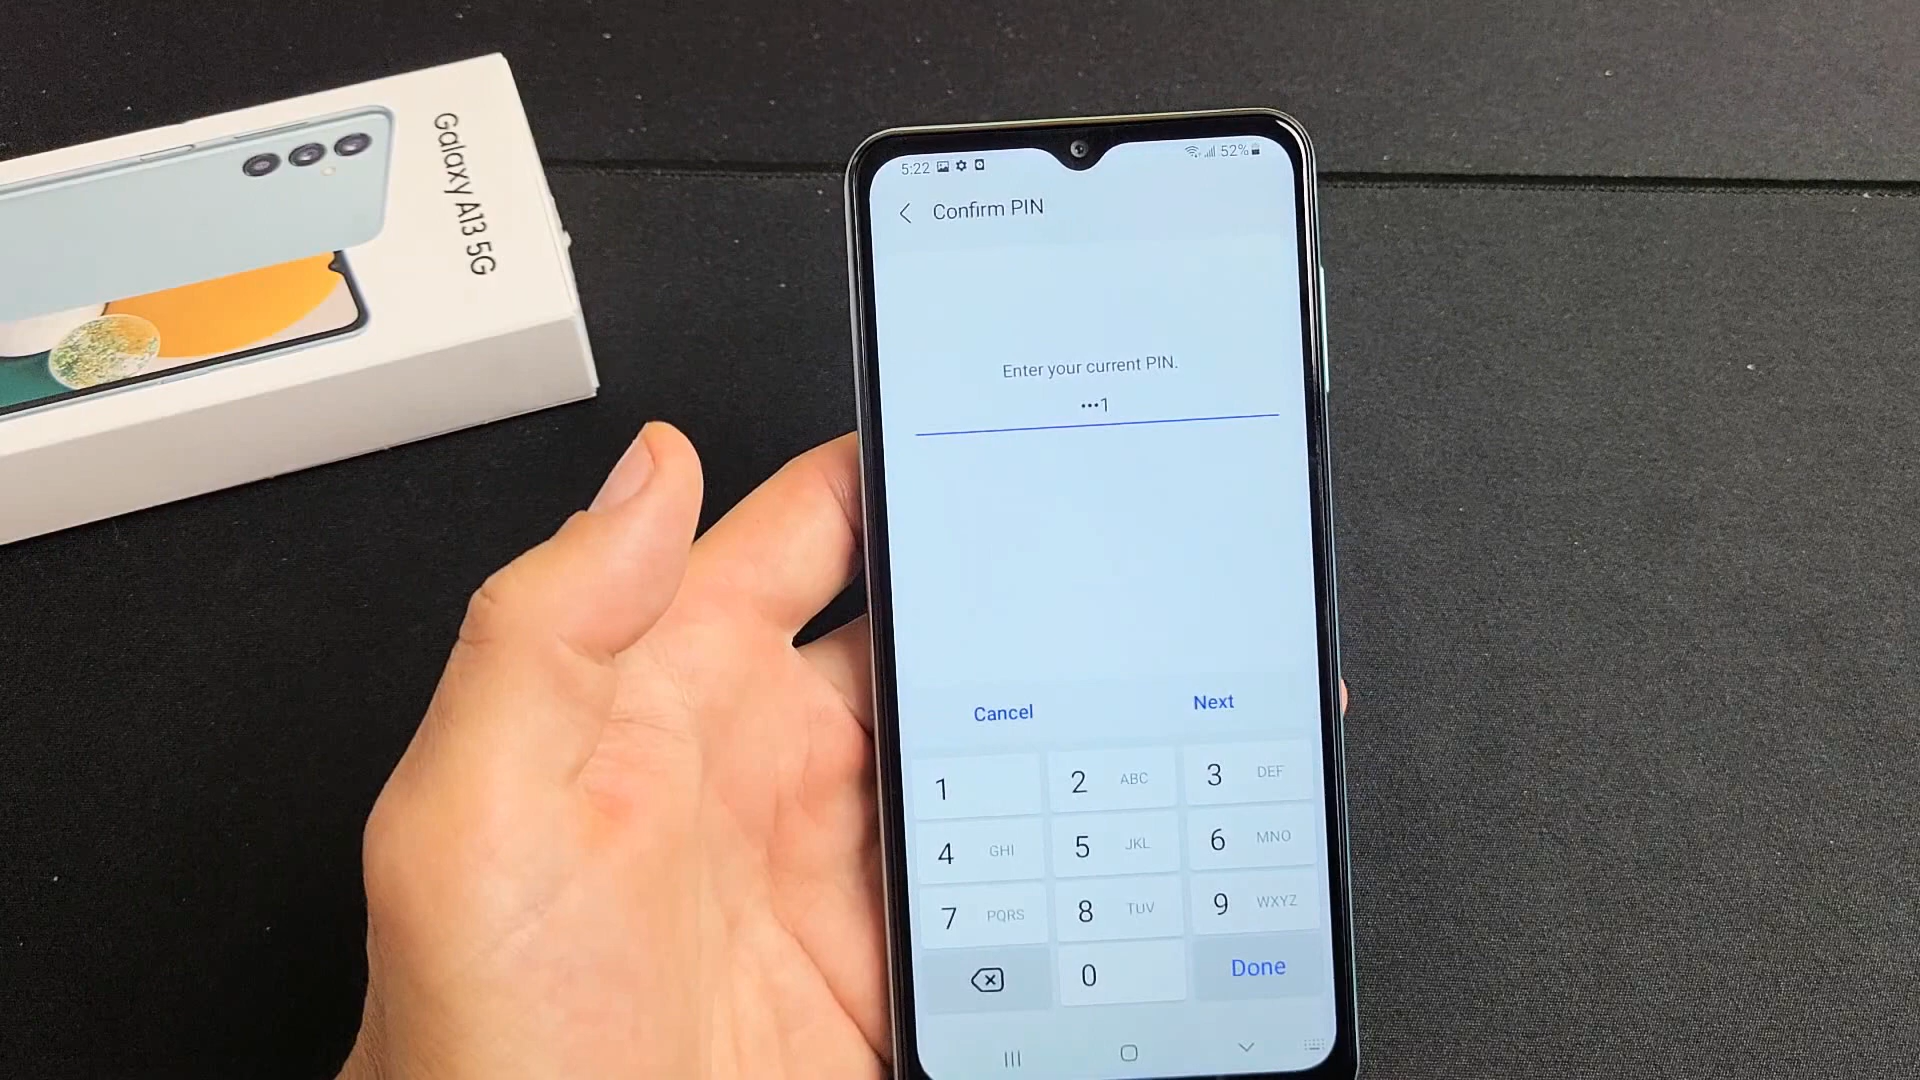 Galaxy A13 5G
5:22 52%
Confirm PIN
Enter your current PIN.
•••1
Cancel Next
1 2 ABC 3 DEF
4 GHI 5 JKL 6 MNO
7 PQRS 8 TUV 9 WXYZ
0 Done